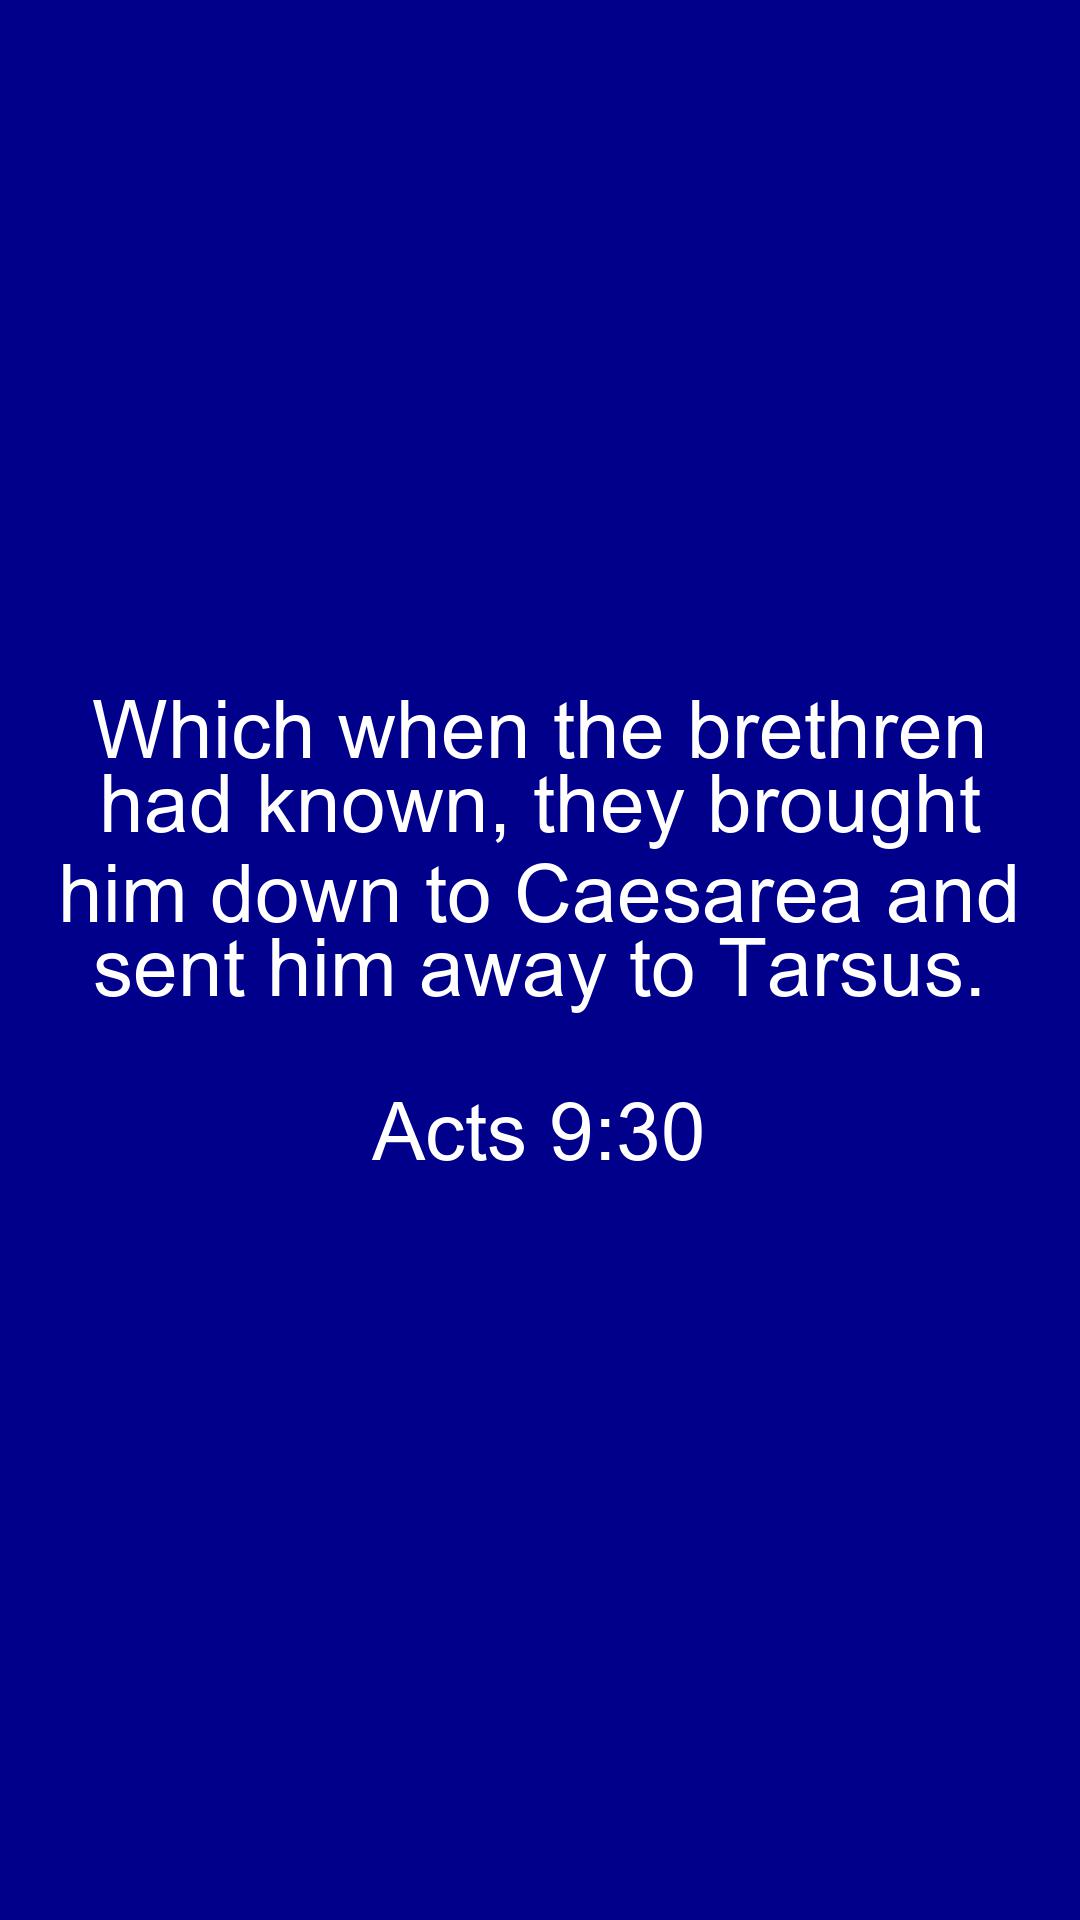 Which when the brethren
had known, they brought
him down to Caesarea and
sent him away to Tarsus.
Acts 9:30